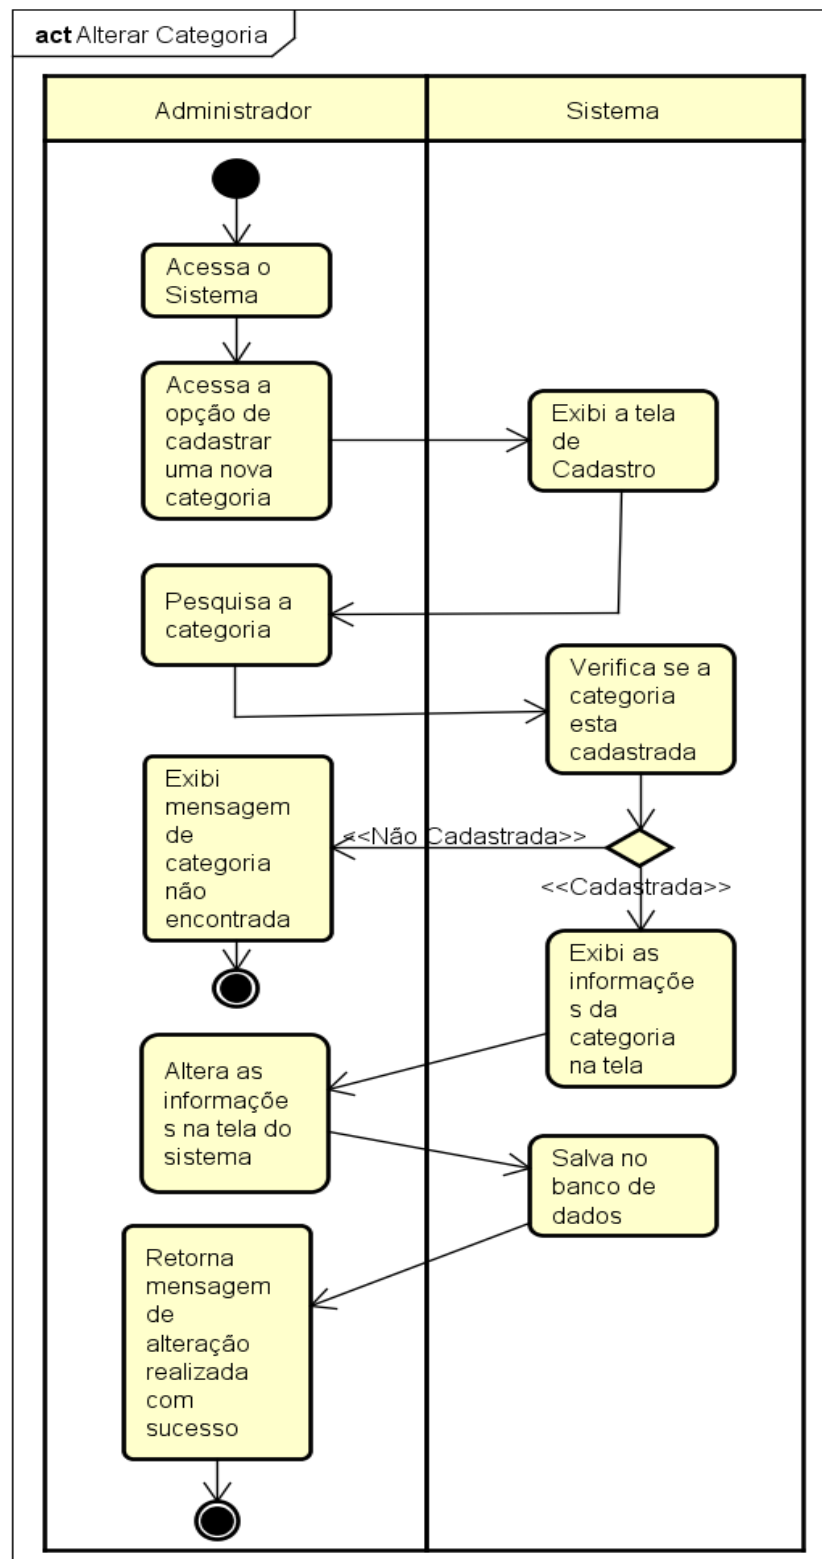 act Alterar Categoria
Administrador
Sistema
Acessa o
Sistema
Acessa a
opção de
cadastrar
uma nova
categoria
Exibi a tela
de
Cadastro
Pesquisa a
categoria
Verifica se a
categoria
esta
cadastrada
Exibi
mensagem
de
categoria
não
encontrada
<<Não Cadastrada>>
<<Cadastrada>>
Exibi as
informaçõe
s da
categoria
na tela
Altera as
informaçõe
s na tela do
sistema
Salva no
banco de
dados
Retorna
mensagem
de
alteração
realizada
com
sucesso